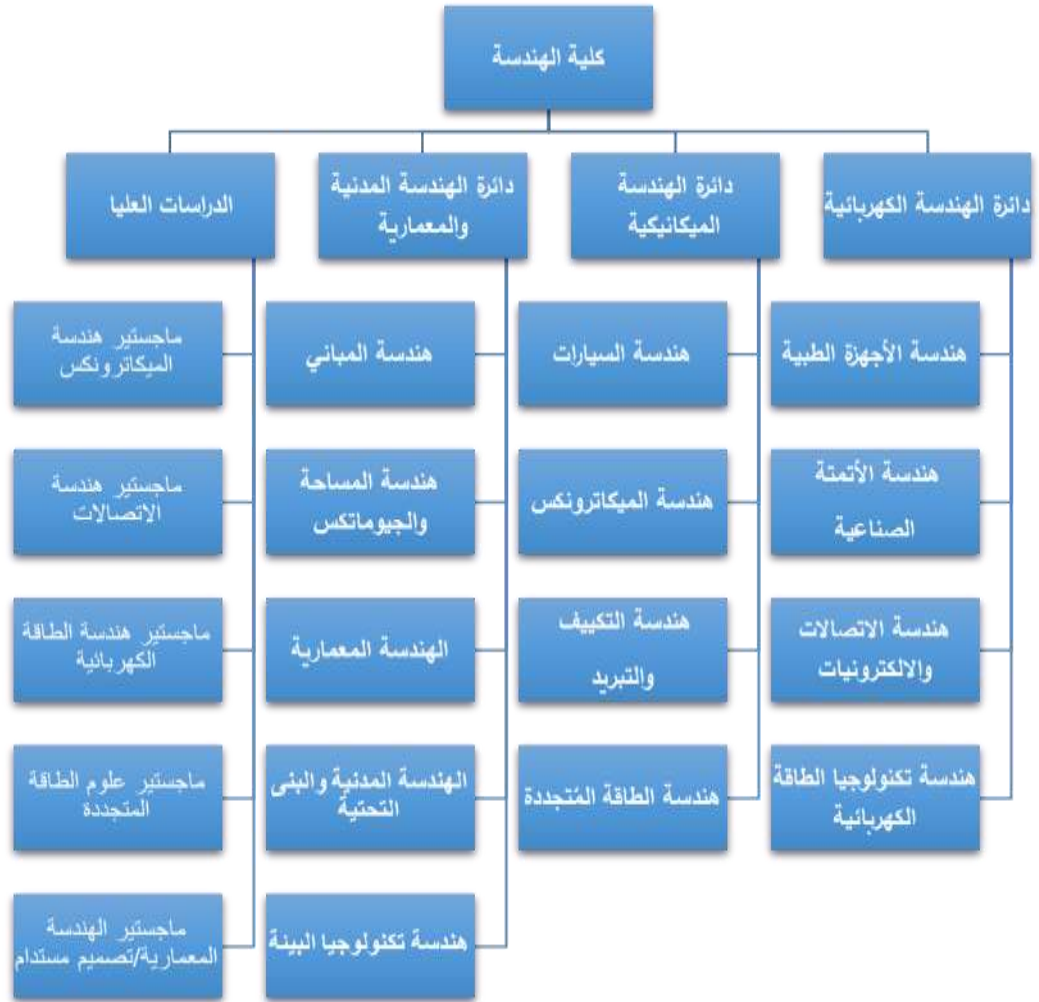 كلية الهندسة
دائرة الهندسة الكهربائية
دائرة الهندسة
الميكانيكية
دائرة الهندسة المدنية
والمعمارية
الدراسات العليا
هندسة الأجهزة الطبية
هندسة الأتمتة
الصناعية
هندسة الاتصالات
والالكترونيات
هندسة تكنولوجيا الطاقة
الكهربائية
هندسة السيارات
هندسة الميكاترونكس
هندسة التكييف
والتبريد
هندسة الطاقة المُتجددة
هندسة المباني
هندسة المساحة
والجيوماتكس
الهندسة المعمارية
الهندسة المدنية والبنى
التحتية
هندسة تكنولوجيا البيئة
ماجستير هندسة
الميكاترونكس
ماجستير هندسة
الاتصالات
ماجستير هندسة الطاقة
الكهربائية
ماجستير علوم الطاقة
المتجددة
ماجستير الهندسة
المعمارية/تصميم مستدام